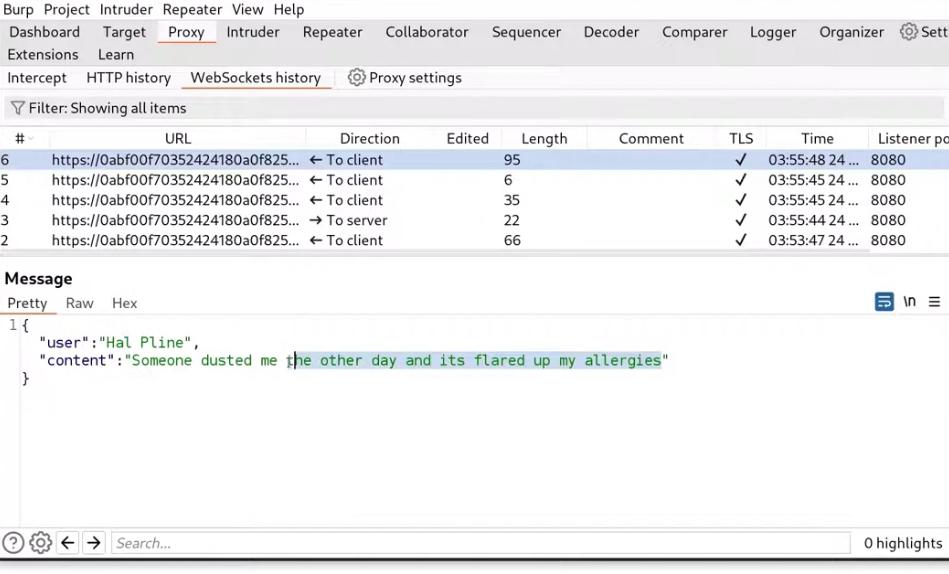 Burp Project Intruder Repeater View Help
Dashboard Target Proxy Intruder Repeater Collaborator Sequencer Decoder Comparer Logger Organizer Sett
Extensions Learn
Intercept HTTP history WebSockets history Proxy settings
Filter: Showing all items
# URL Direction Edited Length Comment TLS Time Listener po
6 https://0abf00f70352424180a0f825... ← To client 95 ✓ 03:55:48 24 ... 8080
5 https://0abf00f70352424180a0f825... ← To client 6 ✓ 03:55:45 24 ... 8080
4 https://0abf00f70352424180a0f825... ← To client 35 ✓ 03:55:45 24 ... 8080
3 https://0abf00f70352424180a0f825... → To server 22 ✓ 03:55:44 24 ... 8080
2 https://0abf00f70352424180a0f825... ← To client 66 ✓ 03:53:47 24 ... 8080
Message
Pretty Raw Hex \n
1 {
"user":"Hal Pline",
"content":"Someone dusted me the other day and its flared up my allergies"
}
? ← → Search... 0 highlights